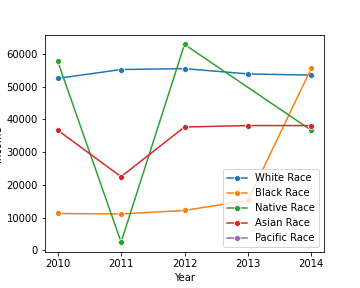 60000
50000
40000
30000
20000
10000
0
2010 2011 2012 2013 2014
Year
White Race
Black Race
Native Race
Asian Race
Pacific Race